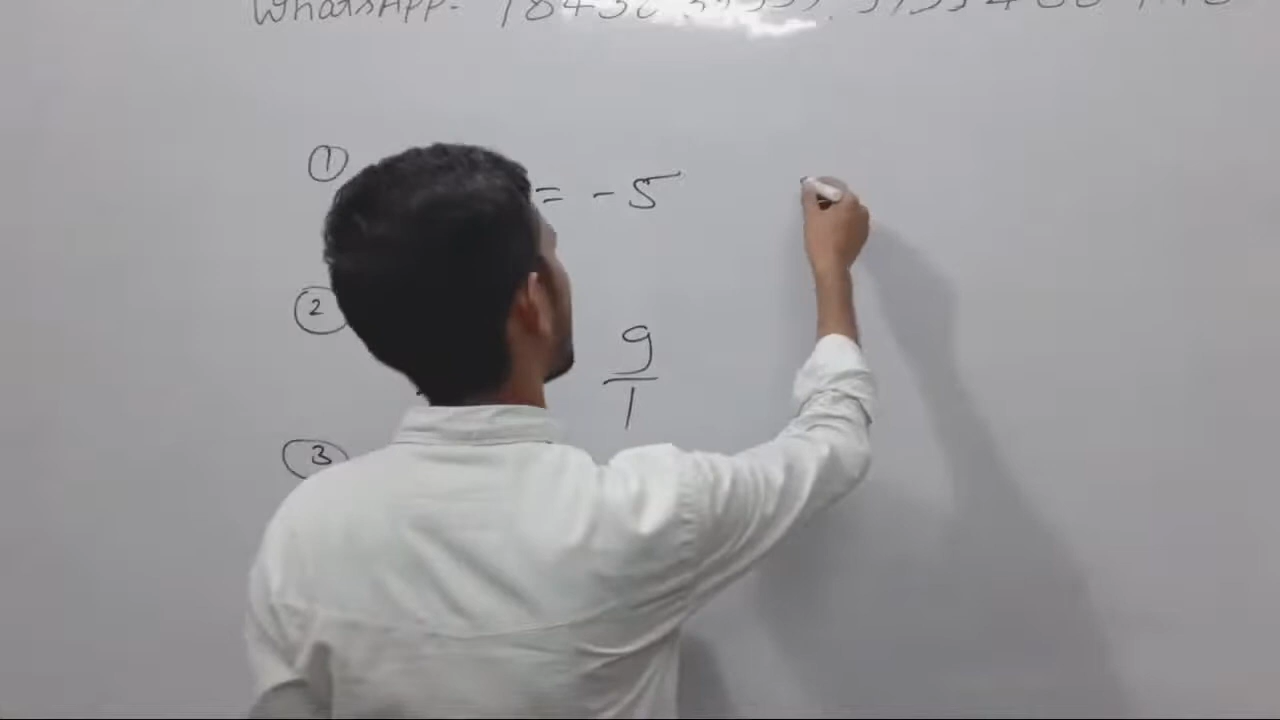 WhatsApp-
① = -5
②
9
1
③